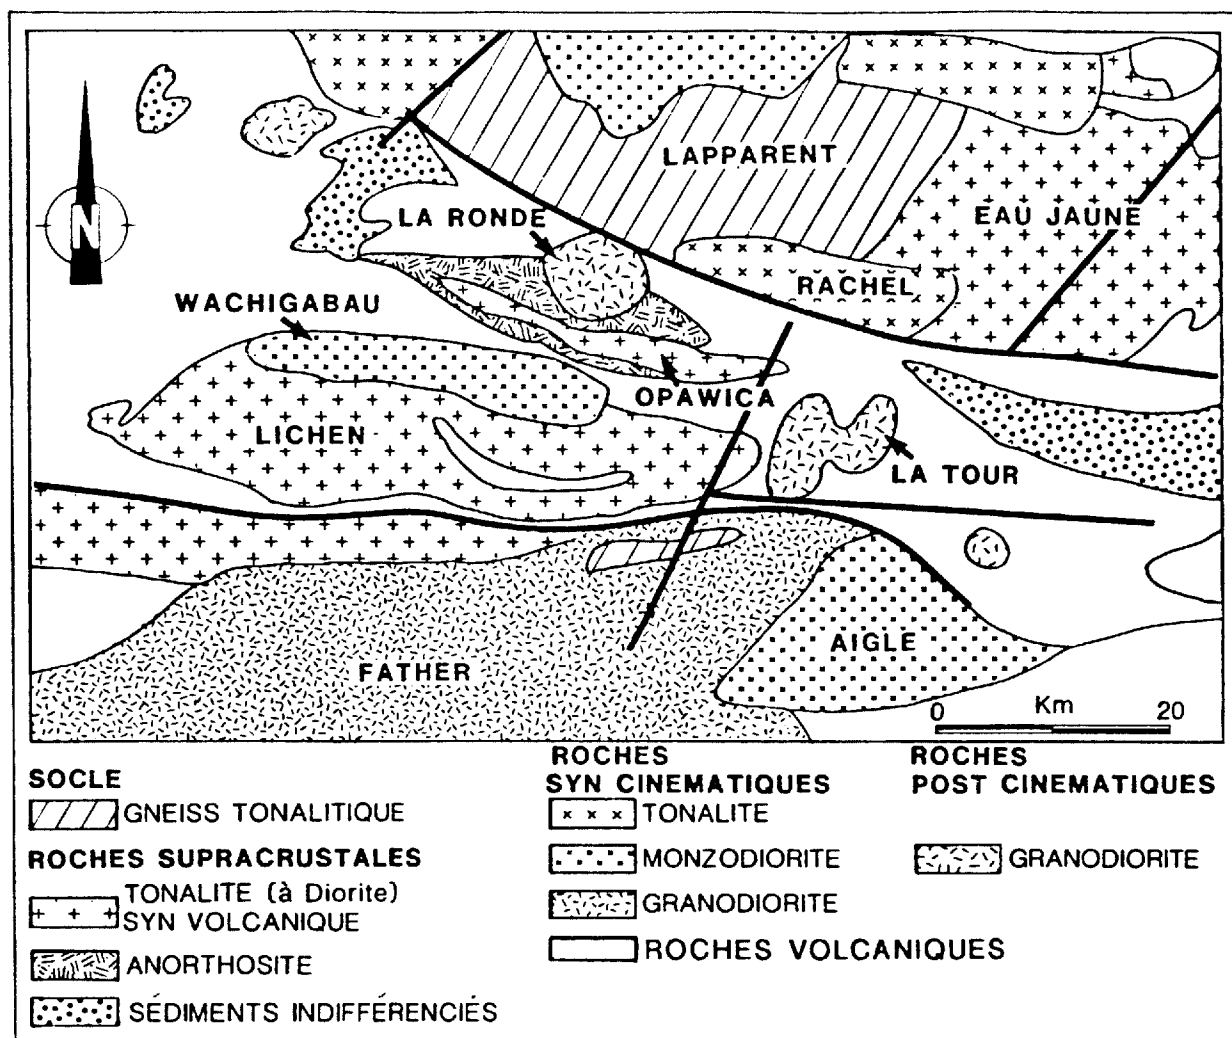 LAPPARENT
LA RONDE
EAU JAUNE
N
WACHIGABAU
RACHEL
OPAWICA
LICHEN
LA TOUR
AIGLE
FATHER
0 Km 20
SOCLE
GNEISS TONALITIQUE
ROCHES SUPRACRUSTALES
TONALITE (à Diorite)
SYN VOLCANIQUE
ANORTHOSITE
SÉDIMENTS INDIFFÉRENCIÉS
ROCHES
SYN CINEMATIQUES
x x x TONALITE
MONZODIORITE
GRANODIORITE
ROCHES VOLCANIQUES
ROCHES
POST CINEMATIQUES
GRANODIORITE